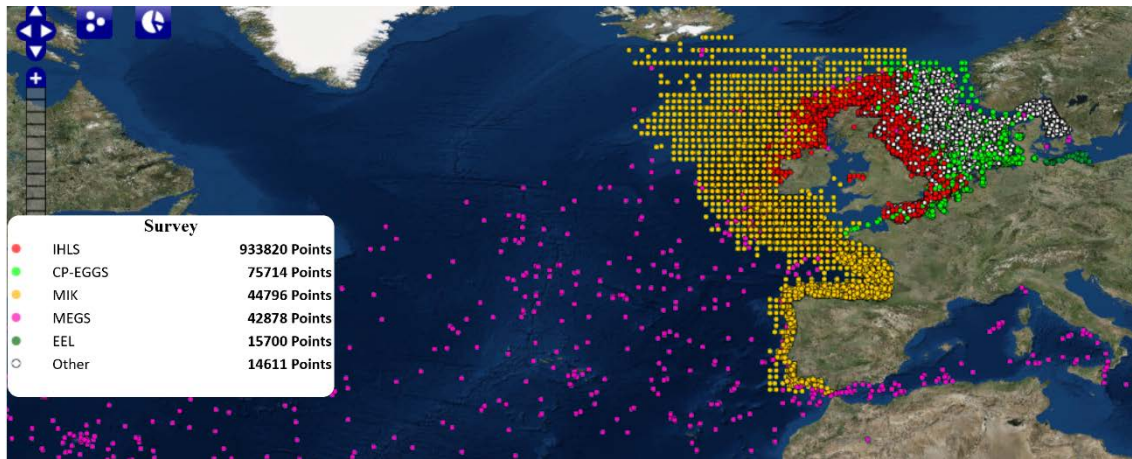 Survey
IHLS 933820 Points
CP-EGGS 75714 Points
MIK 44796 Points
MEGS 42878 Points
EEL 15700 Points
Other 14611 Points